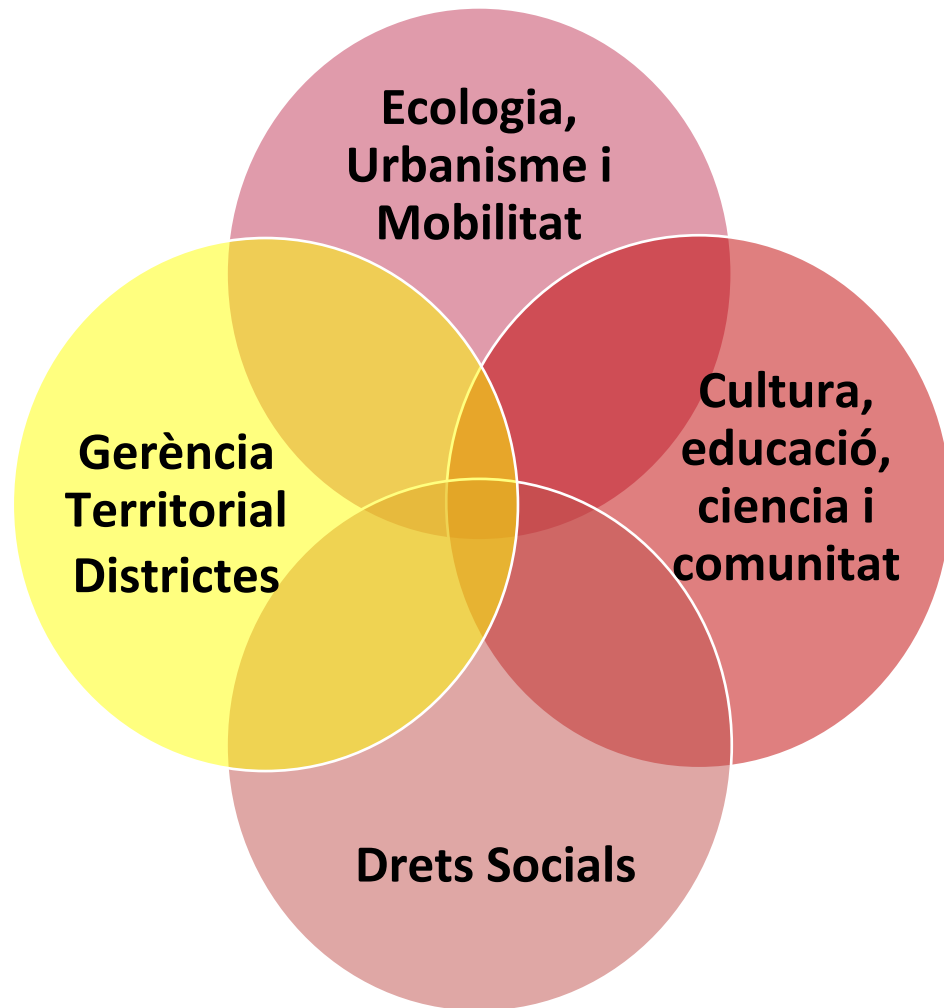 Ecologia,
Urbanisme i
Mobilitat
Gerència
Territorial
Districtes
Cultura,
educació,
ciencia i
comunitat
Drets Socials